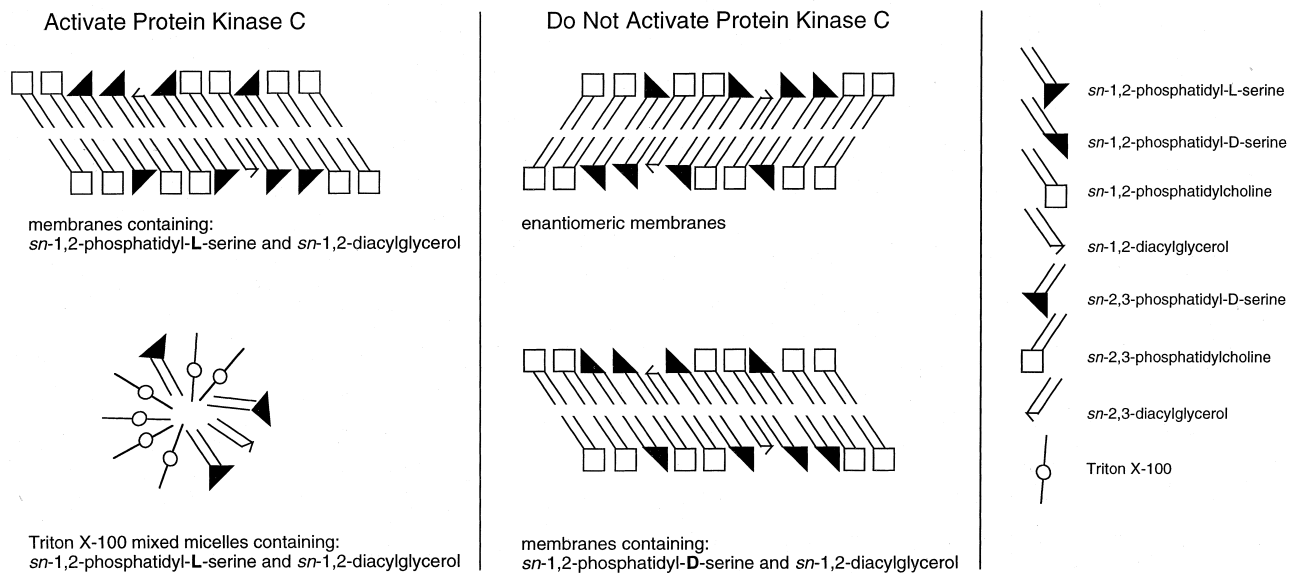 Activate Protein Kinase C
membranes containing:
sn-1,2-phosphatidyl-L-serine and sn-1,2-diacylglycerol
Triton X-100 mixed micelles containing:
sn-1,2-phosphatidyl-L-serine and sn-1,2-diacylglycerol
Do Not Activate Protein Kinase C
enantiomeric membranes
membranes containing:
sn-1,2-phosphatidyl-D-serine and sn-1,2-diacylglycerol
sn-1,2-phosphatidyl-L-serine
sn-1,2-phosphatidyl-D-serine
sn-1,2-phosphatidylcholine
sn-1,2-diacylglycerol
sn-2,3-phosphatidyl-D-serine
sn-2,3-phosphatidylcholine
sn-2,3-diacylglycerol
Triton X-100